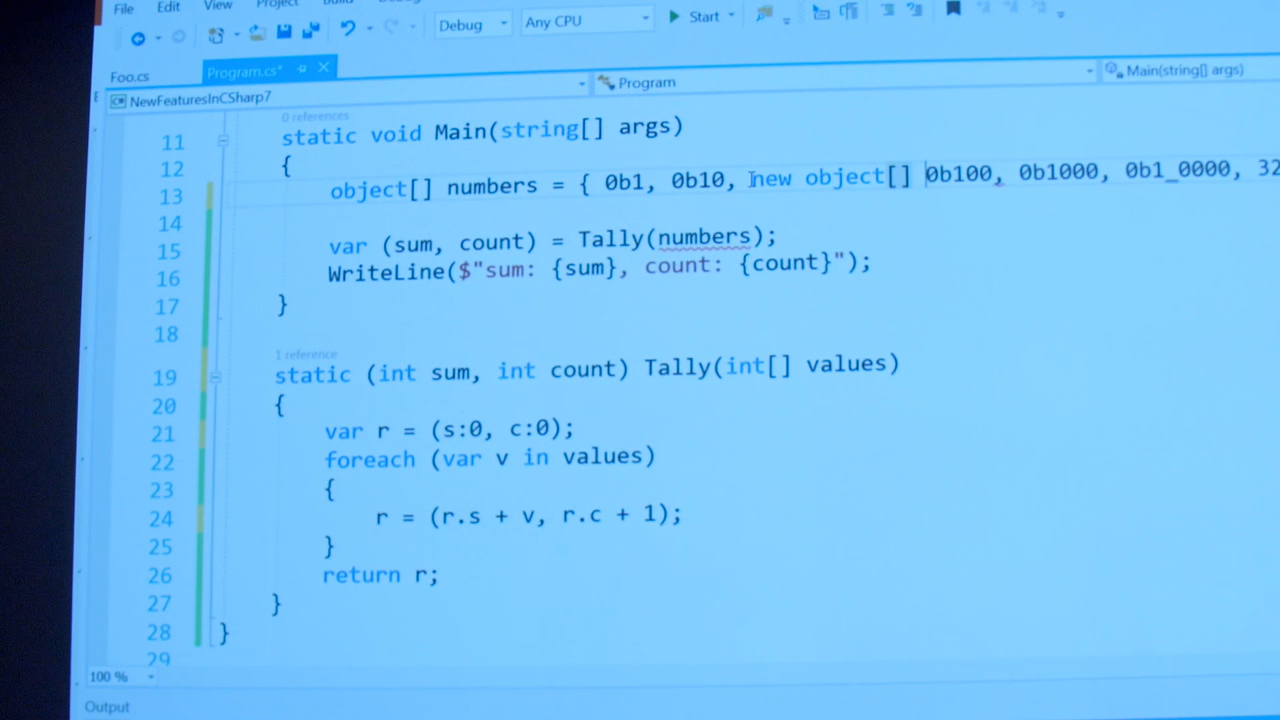 File Edit View Project Build Debug
Debug Any CPU Start
Foo.cs Program.cs*
NewFeaturesInCSharp7 Program Main(string[] args)
0 references
11 static void Main(string[] args)
12 {
13 object[] numbers = { 0b1, 0b10, new object[] 0b100, 0b1000, 0b1_0000, 32
14
15 var (sum, count) = Tally(numbers);
16 WriteLine($"sum: {sum}, count: {count}");
17 }
18
1 reference
19 static (int sum, int count) Tally(int[] values)
20 {
21 var r = (s:0, c:0);
22 foreach (var v in values)
23 {
24 r = (r.s + v, r.c + 1);
25 }
26 return r;
27 }
28 }
29
100 %
Output